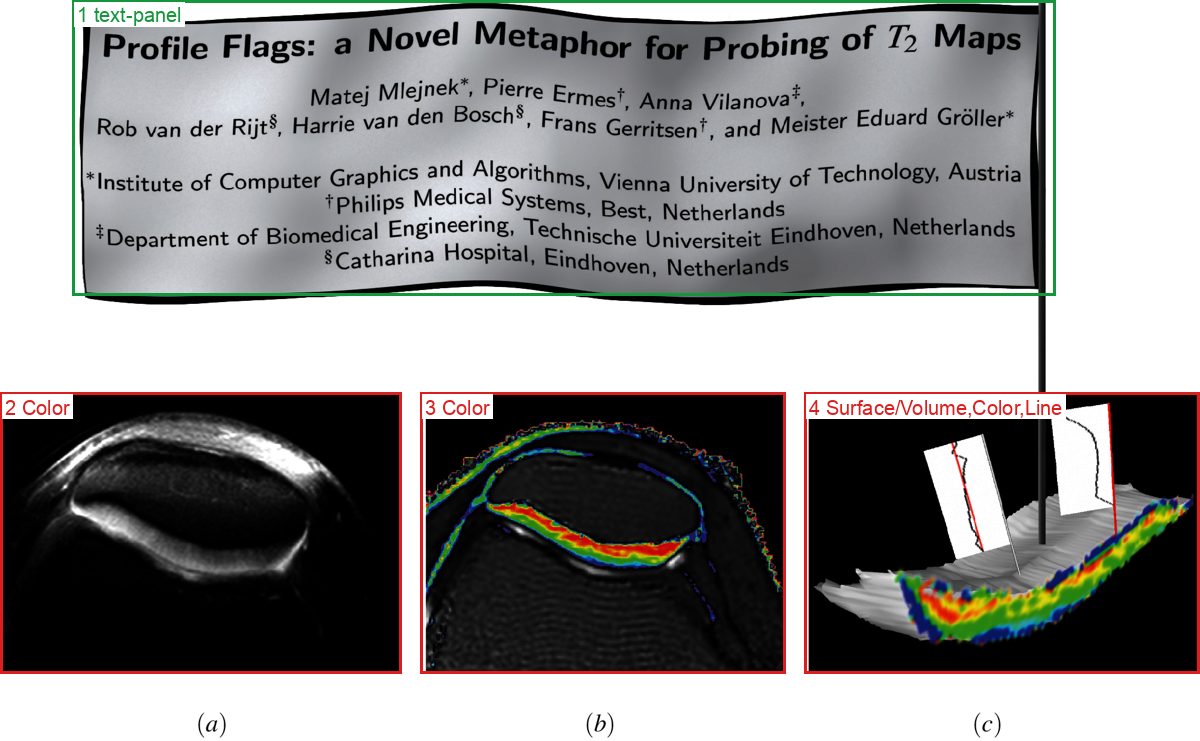 1 text-panel
Profile Flags: a Novel Metaphor for Probing of T₂ Maps
Matej Mlejnek*, Pierre Ermes†, Anna Vilanova‡,
Rob van der Rijt§, Harrie van den Bosch§, Frans Gerritsen†, and Meister Eduard Gröller*
*Institute of Computer Graphics and Algorithms, Vienna University of Technology, Austria
†Philips Medical Systems, Best, Netherlands
‡Department of Biomedical Engineering, Technische Universiteit Eindhoven, Netherlands
§Catharina Hospital, Eindhoven, Netherlands
2 Color
3 Color
4 Surface/Volume,Color,Line
(a)
(b)
(c)